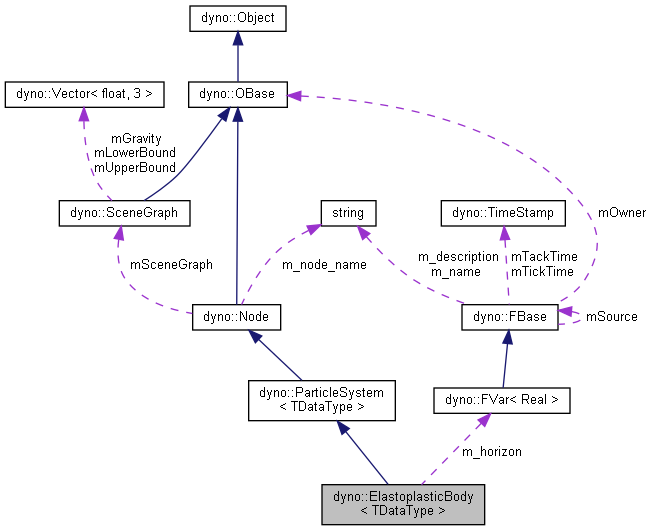 dyno::Object
dyno::Vector< float, 3 >
dyno::OBase
mGravity
mLowerBound
mUpperBound
dyno::SceneGraph
string
dyno::TimeStamp
mOwner
mSceneGraph
m_node_name
m_description
m_name
mTackTime
mTickTime
dyno::Node
dyno::FBase
mSource
dyno::ParticleSystem
< TDataType >
dyno::FVar< Real >
m_horizon
dyno::ElastoplasticBody
< TDataType >